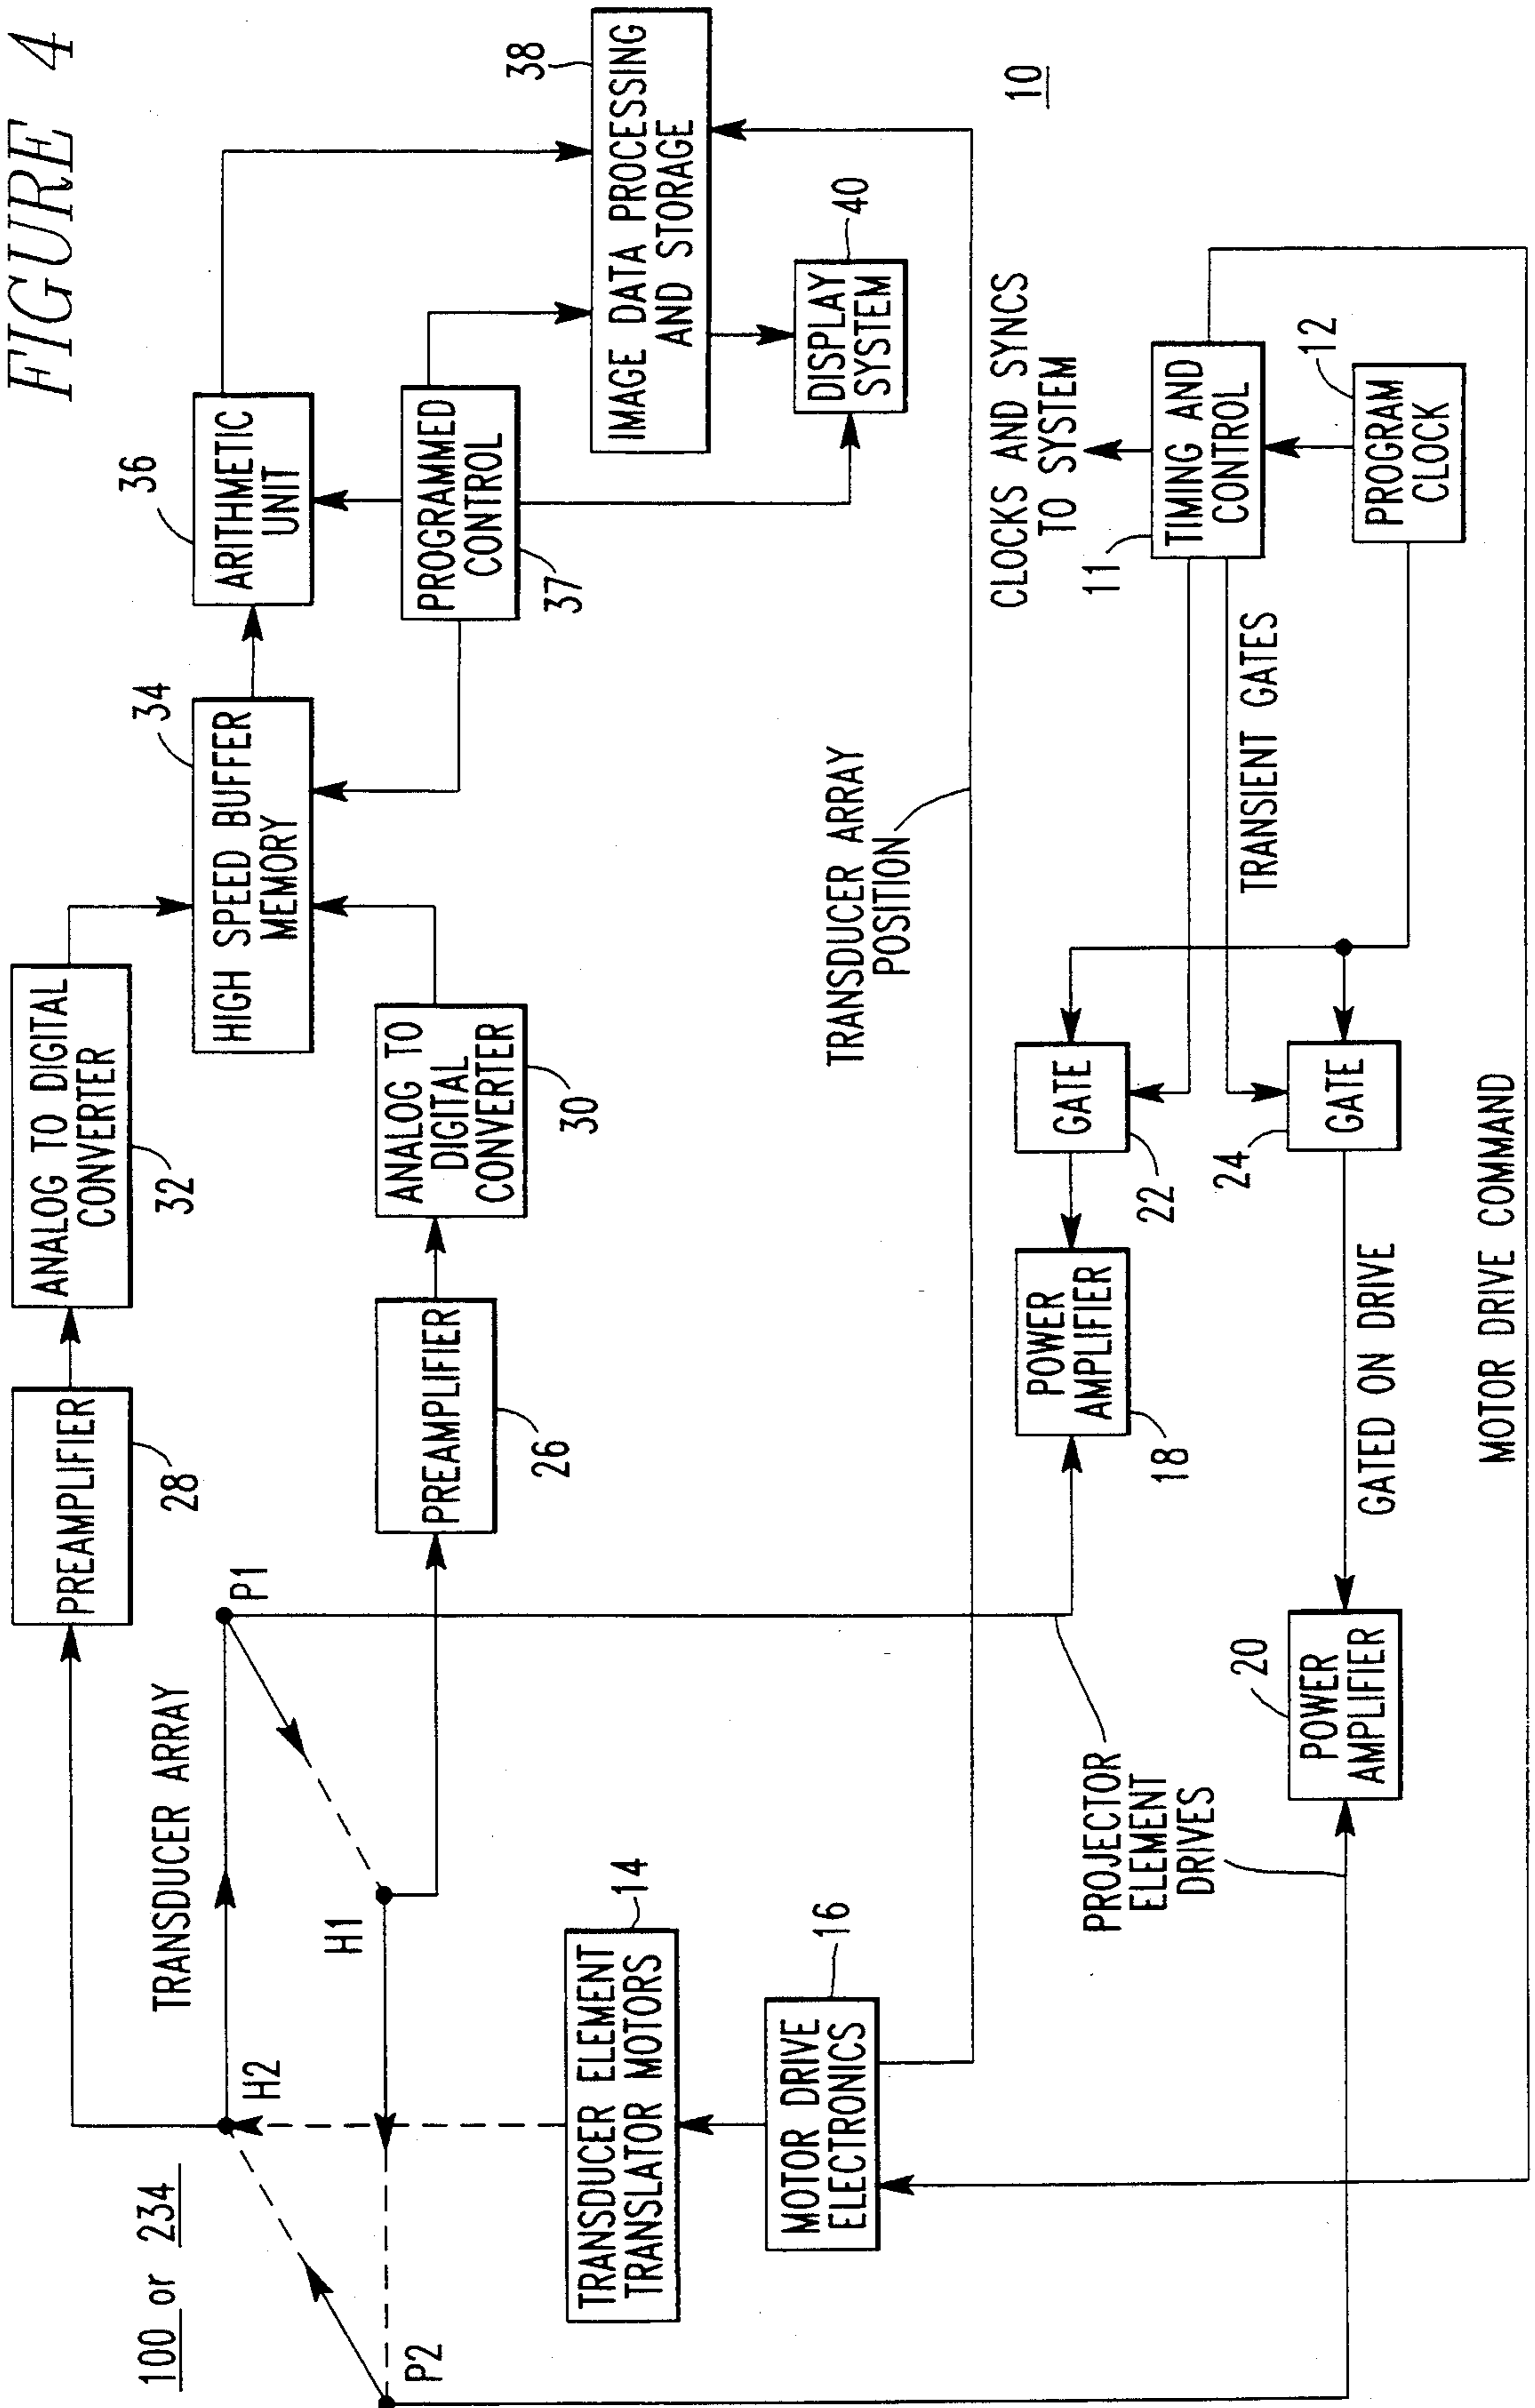 FIGURE 4
100 or 234
TRANSDUCER ARRAY
P2
H2
H1
P1
PREAMPLIFIER
28
ANALOG TO DIGITAL
CONVERTER
32
PREAMPLIFIER
26
ANALOG TO
DIGITAL
CONVERTER
30
HIGH SPEED BUFFER
MEMORY
34
ARITHMETIC
UNIT
36
PROGRAMMED
CONTROL
37
IMAGE DATA PROCESSING
AND STORAGE
38
DISPLAY
SYSTEM
40
TRANSDUCER ELEMENT
TRANSLATOR MOTORS
14
MOTOR DRIVE
ELECTRONICS
16
TRANSDUCER ARRAY
POSITION
10
PROJECTOR
ELEMENT
DRIVES
POWER
AMPLIFIER
18
GATE
22
CLOCKS AND SYNCS
TO SYSTEM
TIMING AND
CONTROL
11
TRANSIENT GATES
PROGRAM
CLOCK
12
POWER
AMPLIFIER
20
GATED ON DRIVE
GATE
24
MOTOR DRIVE COMMAND